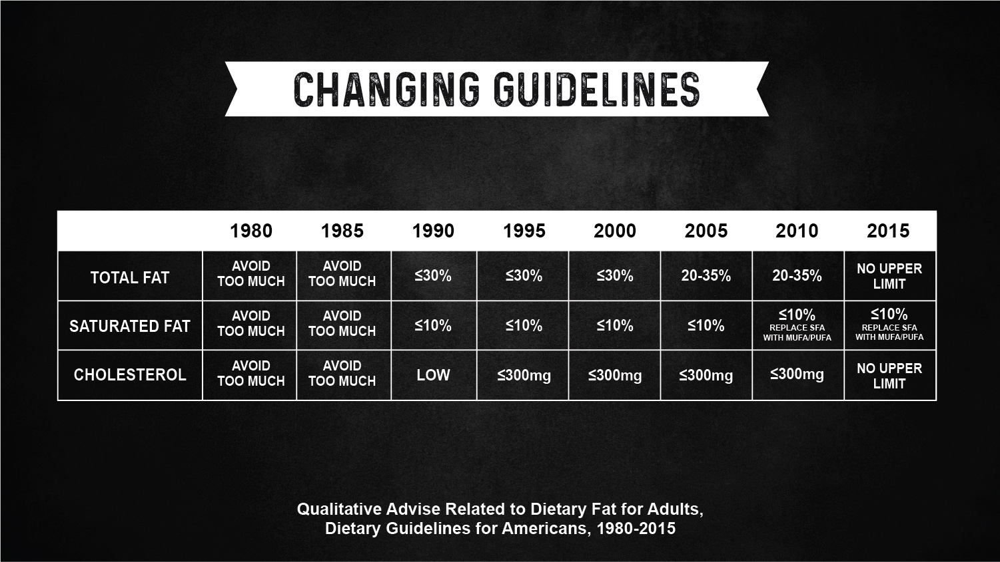 CHANGING GUIDELINES
1980 1985 1990 1995 2000 2005 2010 2015
TOTAL FAT
AVOID
TOO MUCH
AVOID
TOO MUCH
≤30%
≤30%
≤30%
20-35%
20-35%
NO UPPER
LIMIT
SATURATED FAT
AVOID
TOO MUCH
AVOID
TOO MUCH
≤10%
≤10%
≤10%
≤10%
≤10%
REPLACE SFA
WITH MUFA/PUFA
≤10%
REPLACE SFA
WITH MUFA/PUFA
CHOLESTEROL
AVOID
TOO MUCH
AVOID
TOO MUCH
LOW
≤300mg
≤300mg
≤300mg
≤300mg
NO UPPER
LIMIT
Qualitative Advise Related to Dietary Fat for Adults,
Dietary Guidelines for Americans, 1980-2015